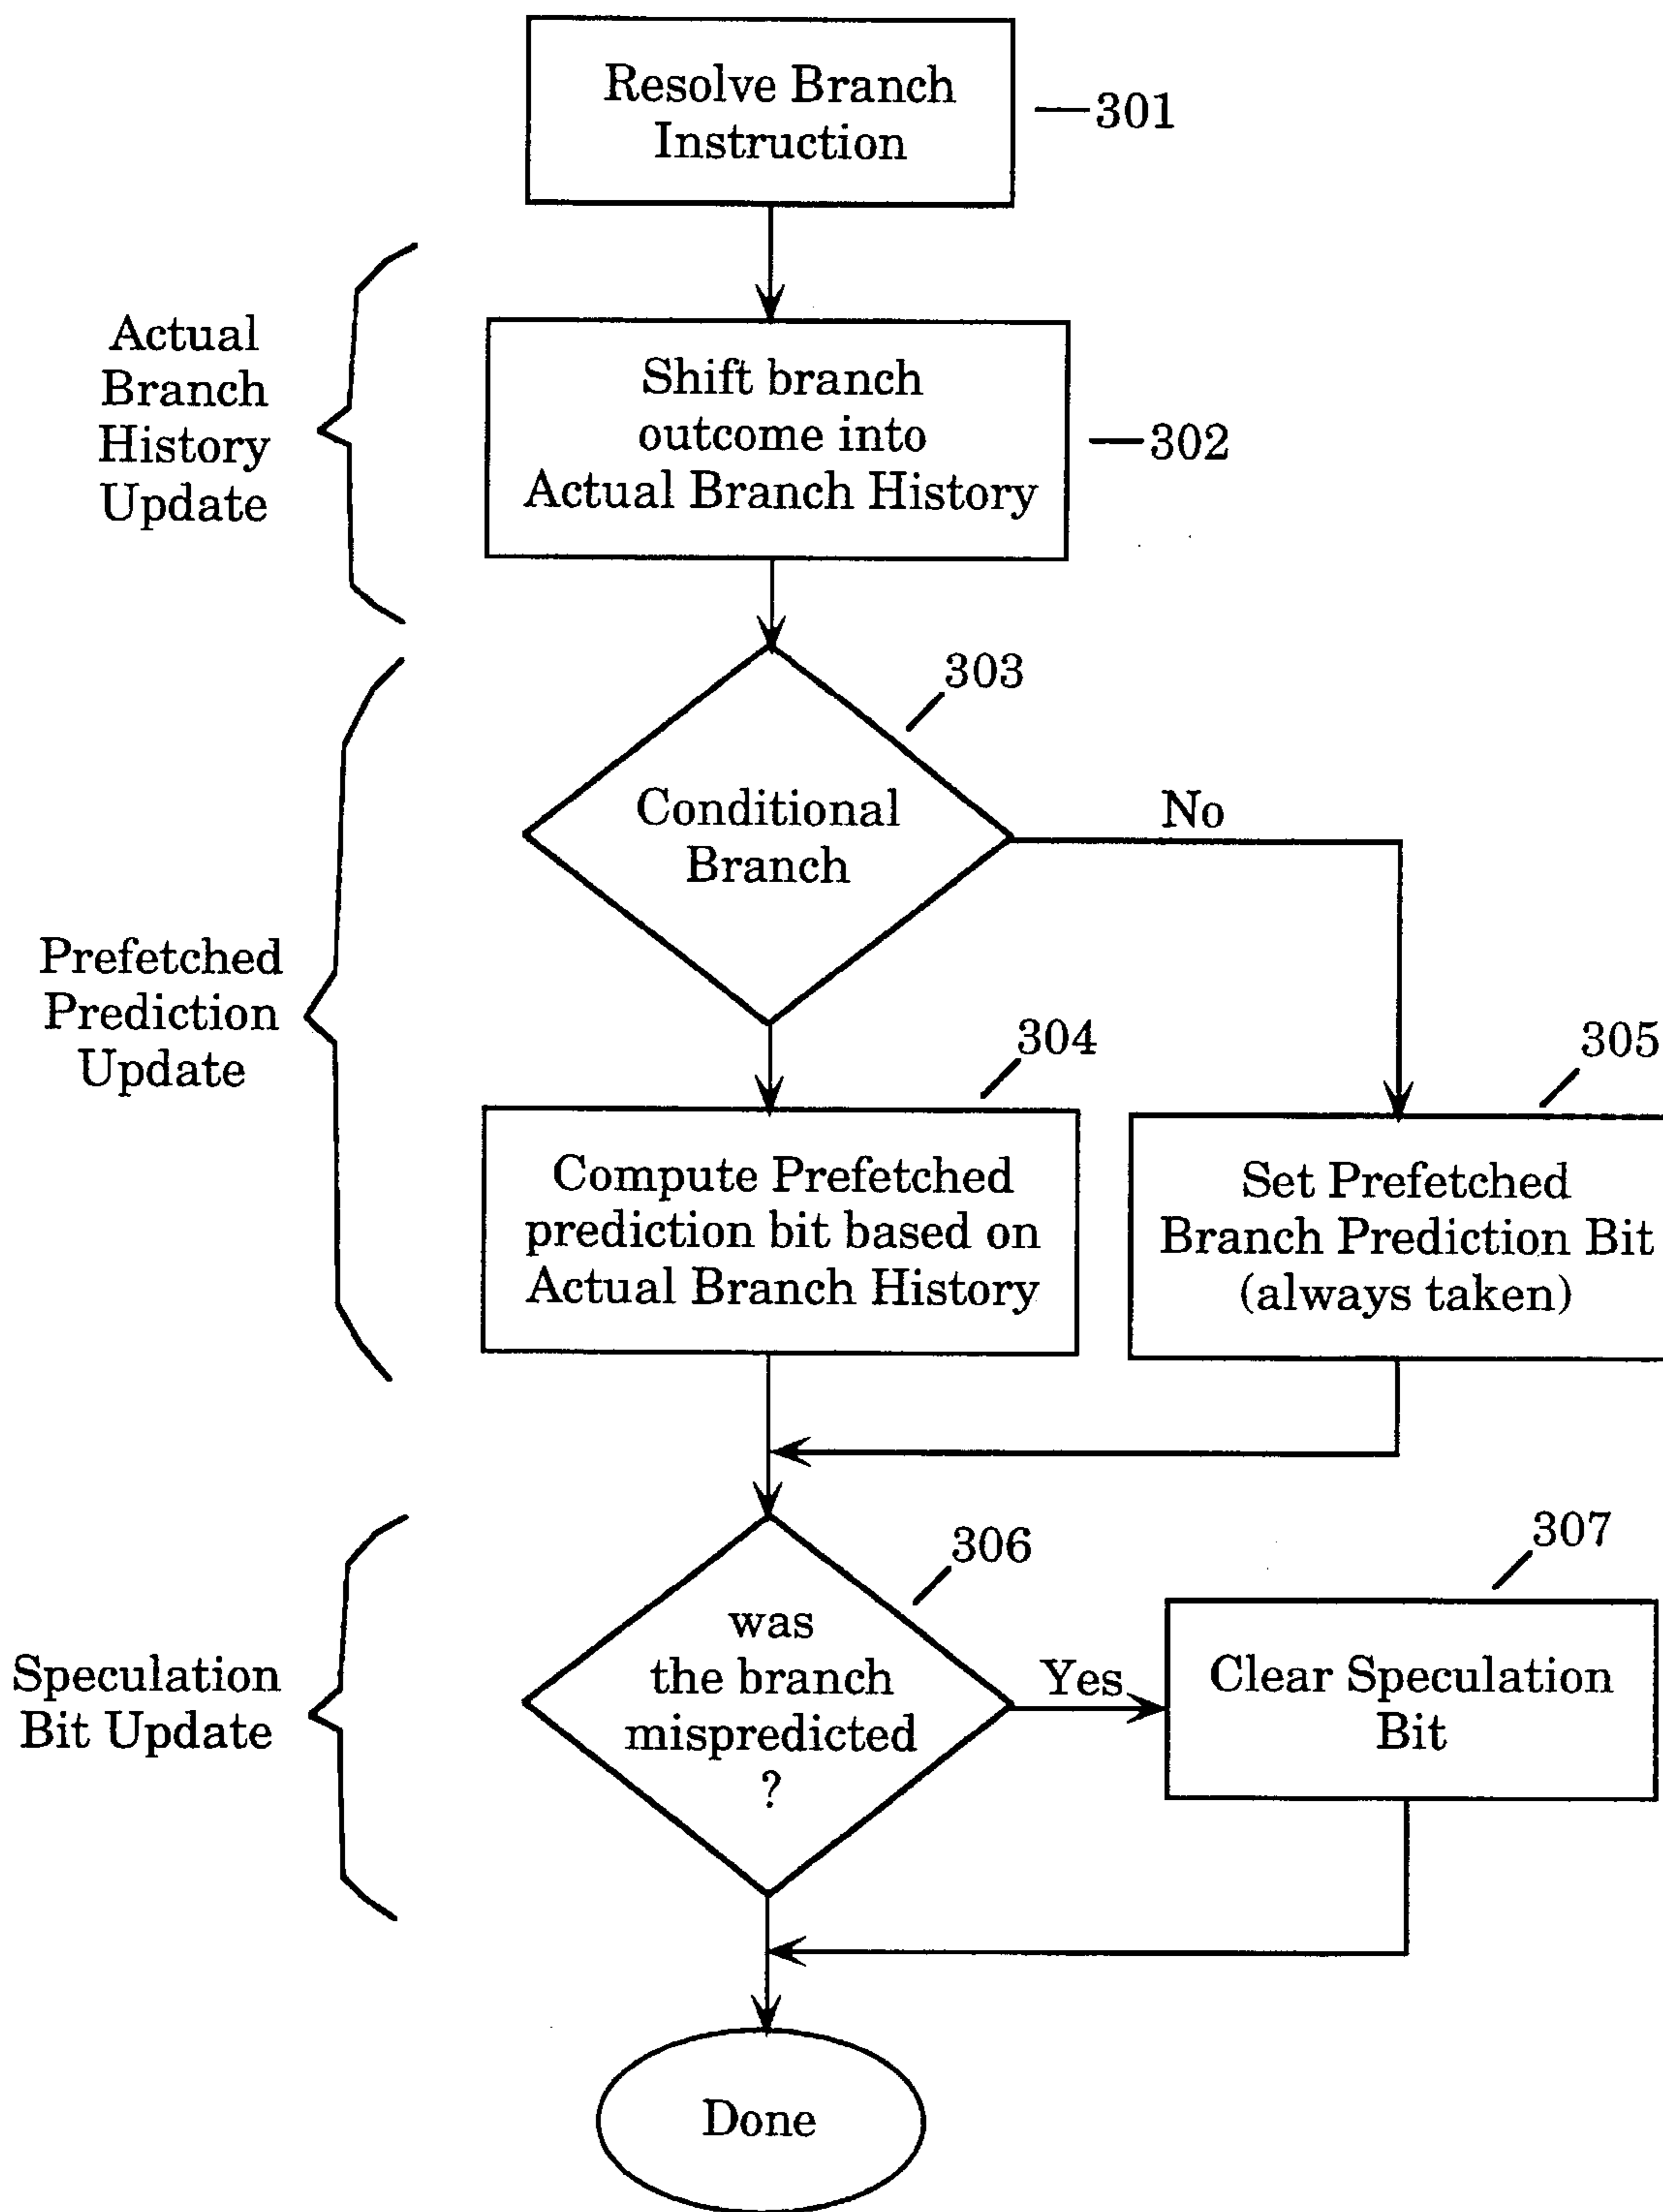 Resolve Branch
Instruction
301
Actual
Branch
History
Update
Shift branch
outcome into
Actual Branch History
302
303
Conditional
Branch
No
Prefetched
Prediction
Update
304
305
Compute Prefetched
prediction bit based on
Actual Branch History
Set Prefetched
Branch Prediction Bit
(always taken)
306
307
was
the branch
mispredicted
?
Yes
Clear Speculation
Bit
Speculation
Bit Update
Done